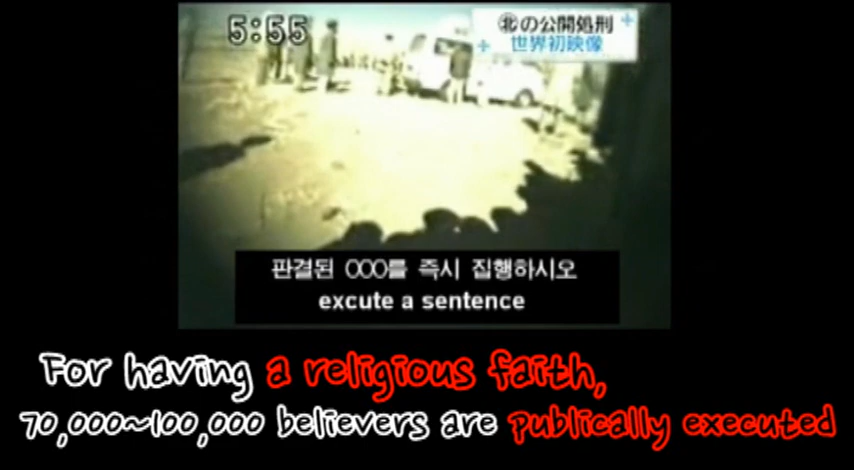 5:55
㊗の公開処刑
世界初映像
판결된 OOO를 즉시 집행하시오
excute a sentence
For having a religious faith,
70,000~100,000 believers are publically executed